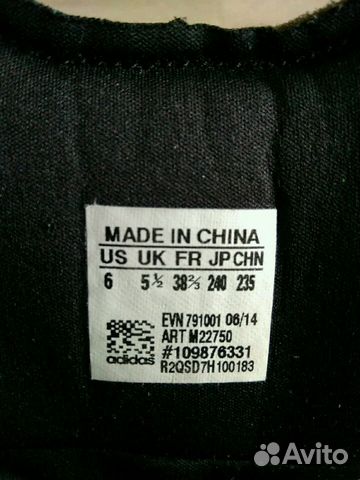 MADE IN CHINA
US UK FR JP CHN
6 5½ 38⅔ 240 235
EVN 791001 06/14
ART M22750
#109876331
adidas R2QSD7H100183
Avito